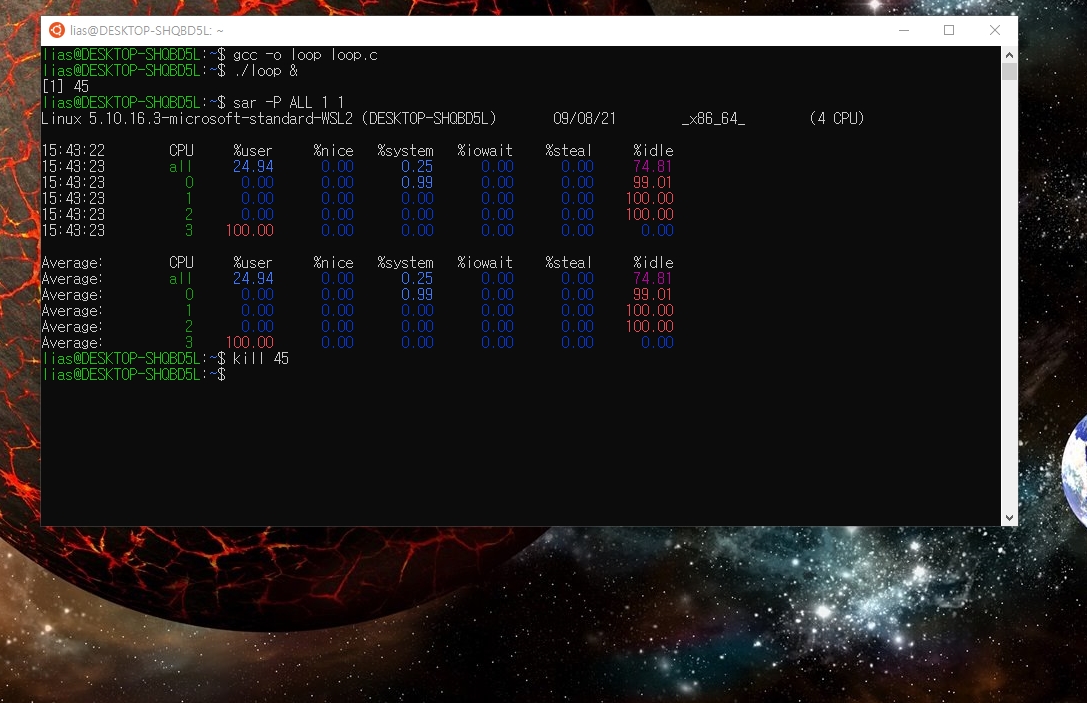 lias@DESKTOP-SHQBD5L: ~
lias@DESKTOP-SHQBD5L:~$ gcc -o loop loop.c
lias@DESKTOP-SHQBD5L:~$ ./loop &
[1] 45
lias@DESKTOP-SHQBD5L:~$ sar -P ALL 1 1
Linux 5.10.16.3-microsoft-standard-WSL2 (DESKTOP-SHQBD5L) 09/08/21 _x86_64_ (4 CPU)
15:43:22 CPU %user %nice %system %iowait %steal %idle
15:43:23 all 24.94 0.00 0.25 0.00 0.00 74.81
15:43:23 0 0.00 0.00 0.99 0.00 0.00 99.01
15:43:23 1 0.00 0.00 0.00 0.00 0.00 100.00
15:43:23 2 0.00 0.00 0.00 0.00 0.00 100.00
15:43:23 3 100.00 0.00 0.00 0.00 0.00 0.00
Average: CPU %user %nice %system %iowait %steal %idle
Average: all 24.94 0.00 0.25 0.00 0.00 74.81
Average: 0 0.00 0.00 0.99 0.00 0.00 99.01
Average: 1 0.00 0.00 0.00 0.00 0.00 100.00
Average: 2 0.00 0.00 0.00 0.00 0.00 100.00
Average: 3 100.00 0.00 0.00 0.00 0.00 0.00
lias@DESKTOP-SHQBD5L:~$ kill 45
lias@DESKTOP-SHQBD5L:~$